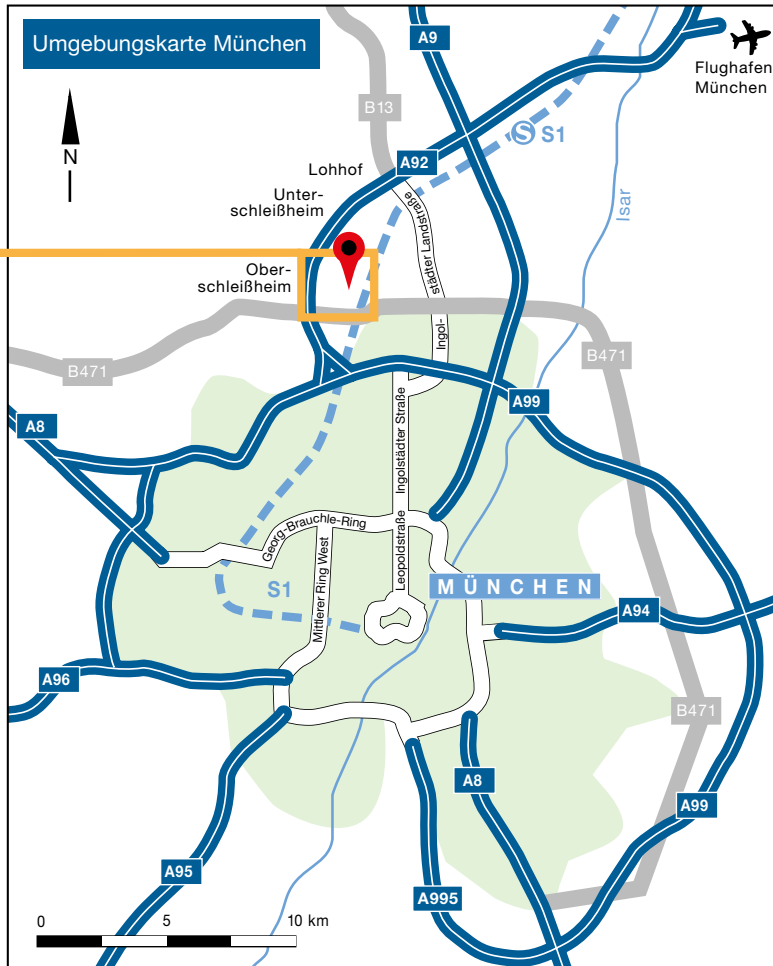 Umgebungskarte München
A9
Flughafen
München
B13
N
S S1
A92
Lohhof
Unter-
schleißheim
Isar
Ingol-
städter Landstraße
Ober-
schleißheim
B471
B471
A99
A8
Ingolstädter Straße
Georg-Brauchle-Ring
Leopoldstraße
Mittlerer Ring West
S1
MÜNCHEN
A94
A96
B471
A8
A99
A95
A995
0 5 10 km